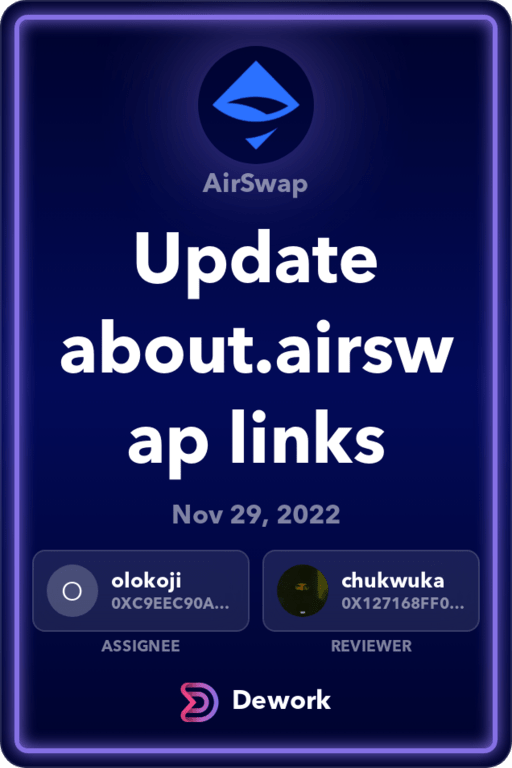 AirSwap
Update
about.airsw
ap links
Nov 29, 2022
O
olokoji
0XC9EEC90A...
chukwuka
0X127168FF0...
ASSIGNEE
REVIEWER
Dework